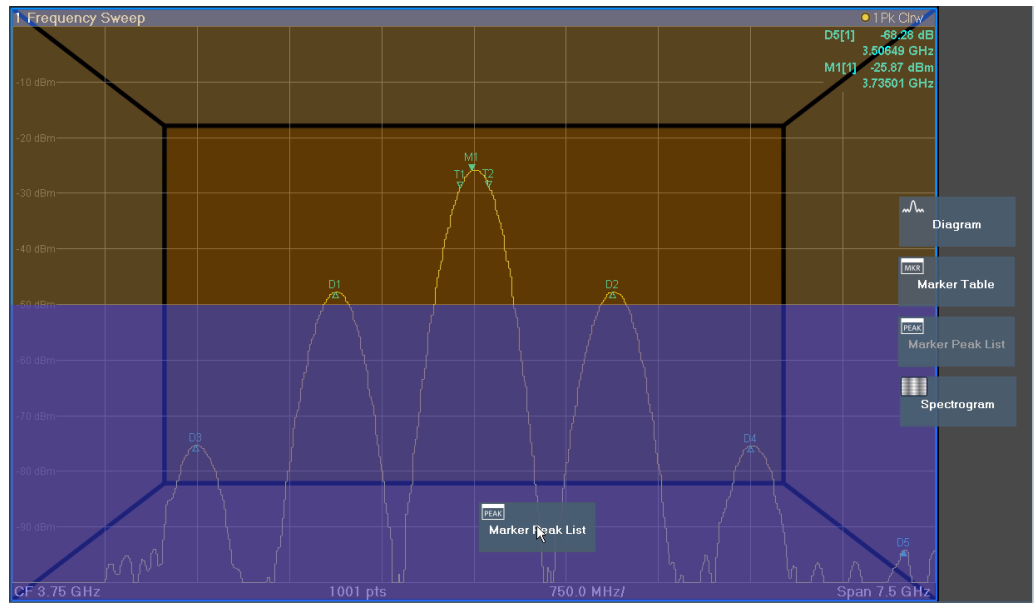 1 Frequency Sweep
1Pk Clrw
D5[1] -68.28 dB
3.50649 GHz
M1[1] -25.87 dBm
3.73501 GHz
-10 dBm
-20 dBm
M1
T1
T2
-30 dBm
Diagram
-40 dBm
MKR
Marker Table
D1
D2
-50 dBm
PEAK
Marker Peak List
-60 dBm
Spectrogram
-70 dBm
D3
D4
-80 dBm
PEAK
Marker Peak List
-90 dBm
D5
CF 3.75 GHz
1001 pts
750.0 MHz/
Span 7.5 GHz